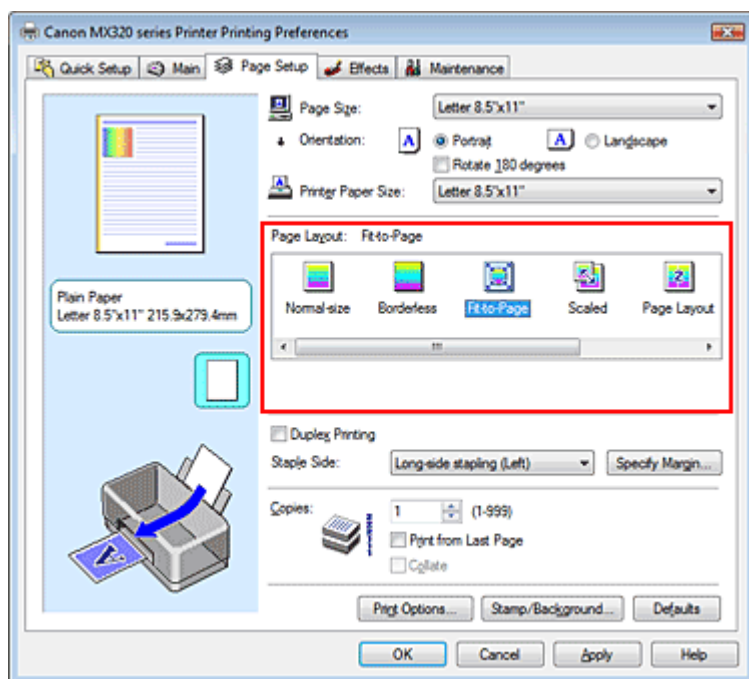 Canon MX320 series Printer Printing Preferences
Quick Setup Main Page Setup Effects Maintenance
Page Size: Letter 8.5"x11"
Orientation: A Portrait A Landscape
Rotate 180 degrees
Printer Paper Size: Letter 8.5"x11"
Page Layout: Fit-to-Page
Normal-size Borderless Fit-to-Page Scaled Page Layout
Plain Paper
Letter 8.5"x11" 215.9x279.4mm
Duplex Printing
Staple Side: Long-side stapling (Left) Specify Margin...
Copies: 1 (1-999)
Print from Last Page
Collate
Print Options... Stamp/Background... Defaults
OK Cancel Apply Help